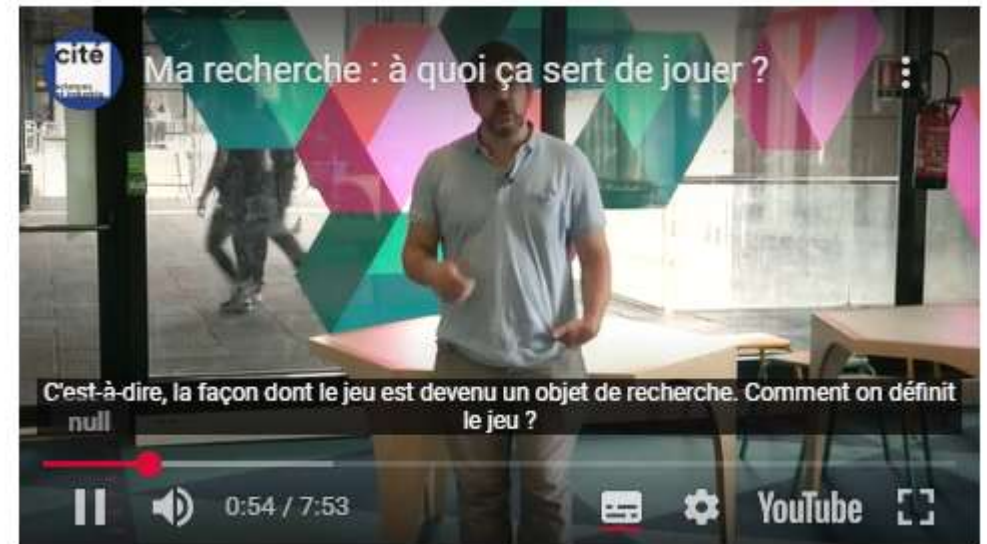 cité
Ma recherche : à quoi ça sert de jouer ?
C'est-à-dire, la façon dont le jeu est devenu un objet de recherche. Comment on définit
le jeu ?
null
0:54 / 7:53
YouTube